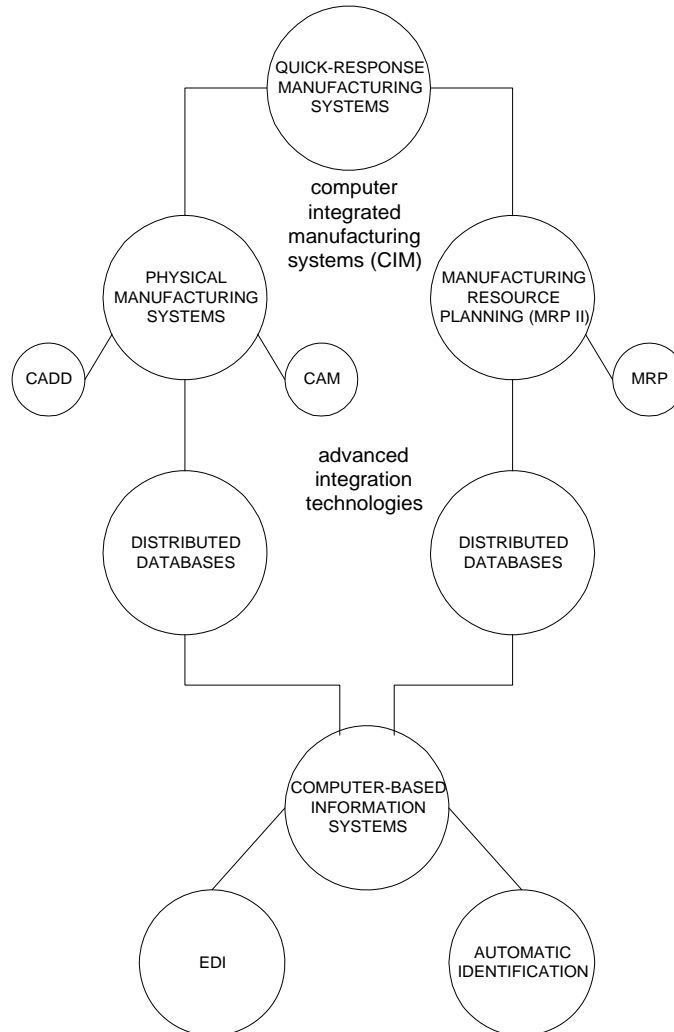 QUICK-RESPONSE
MANUFACTURING
SYSTEMS
computer
integrated
manufacturing
systems (CIM)
PHYSICAL
MANUFACTURING
SYSTEMS
MANUFACTURING
RESOURCE
PLANNING (MRP II)
CADD
CAM
MRP
advanced
integration
technologies
DISTRIBUTED
DATABASES
DISTRIBUTED
DATABASES
COMPUTER-BASED
INFORMATION
SYSTEMS
EDI
AUTOMATIC
IDENTIFICATION